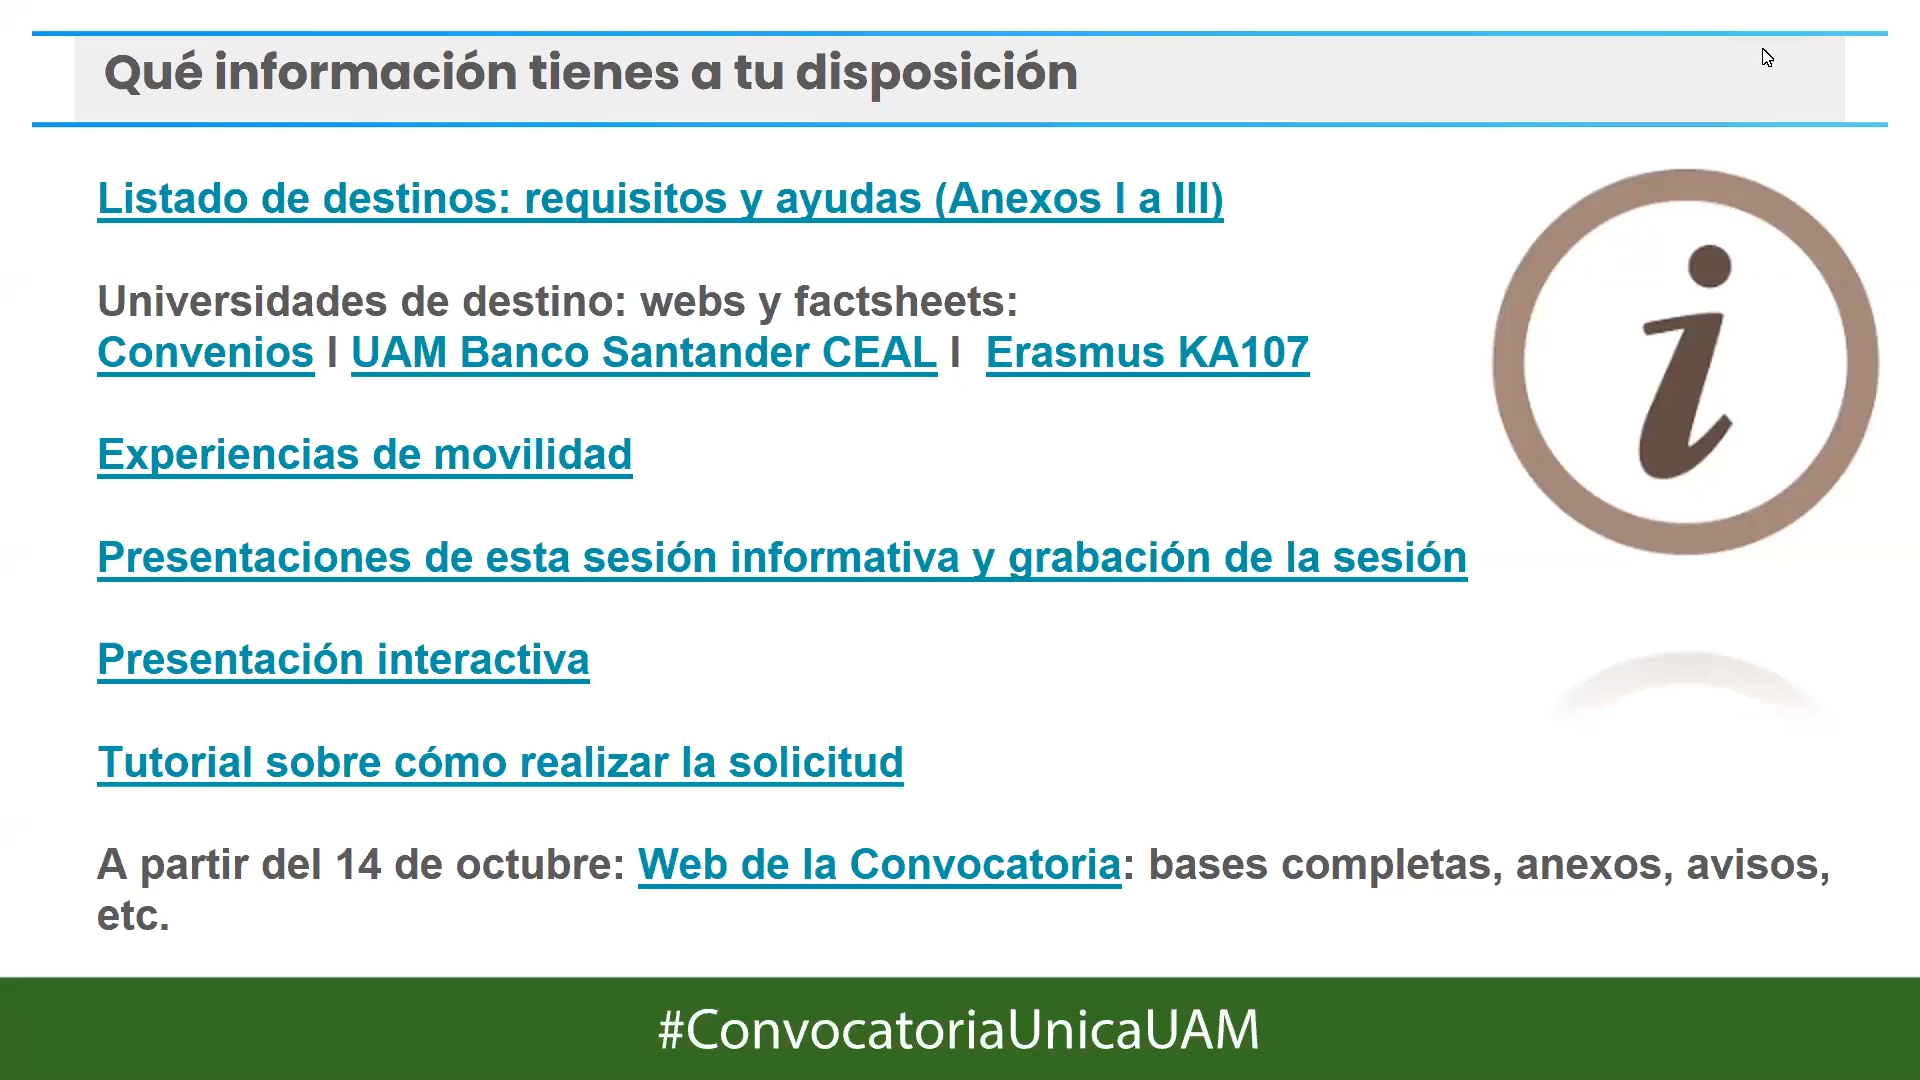 Qué información tienes a tu disposición
Listado de destinos: requisitos y ayudas (Anexos I a III)
Universidades de destino: webs y factsheets:
Convenios I UAM Banco Santander CEAL I Erasmus KA107
Experiencias de movilidad
Presentaciones de esta sesión informativa y grabación de la sesión
Presentación interactiva
Tutorial sobre cómo realizar la solicitud
A partir del 14 de octubre: Web de la Convocatoria: bases completas, anexos, avisos,
etc.
#ConvocatoriaUnicaUAM